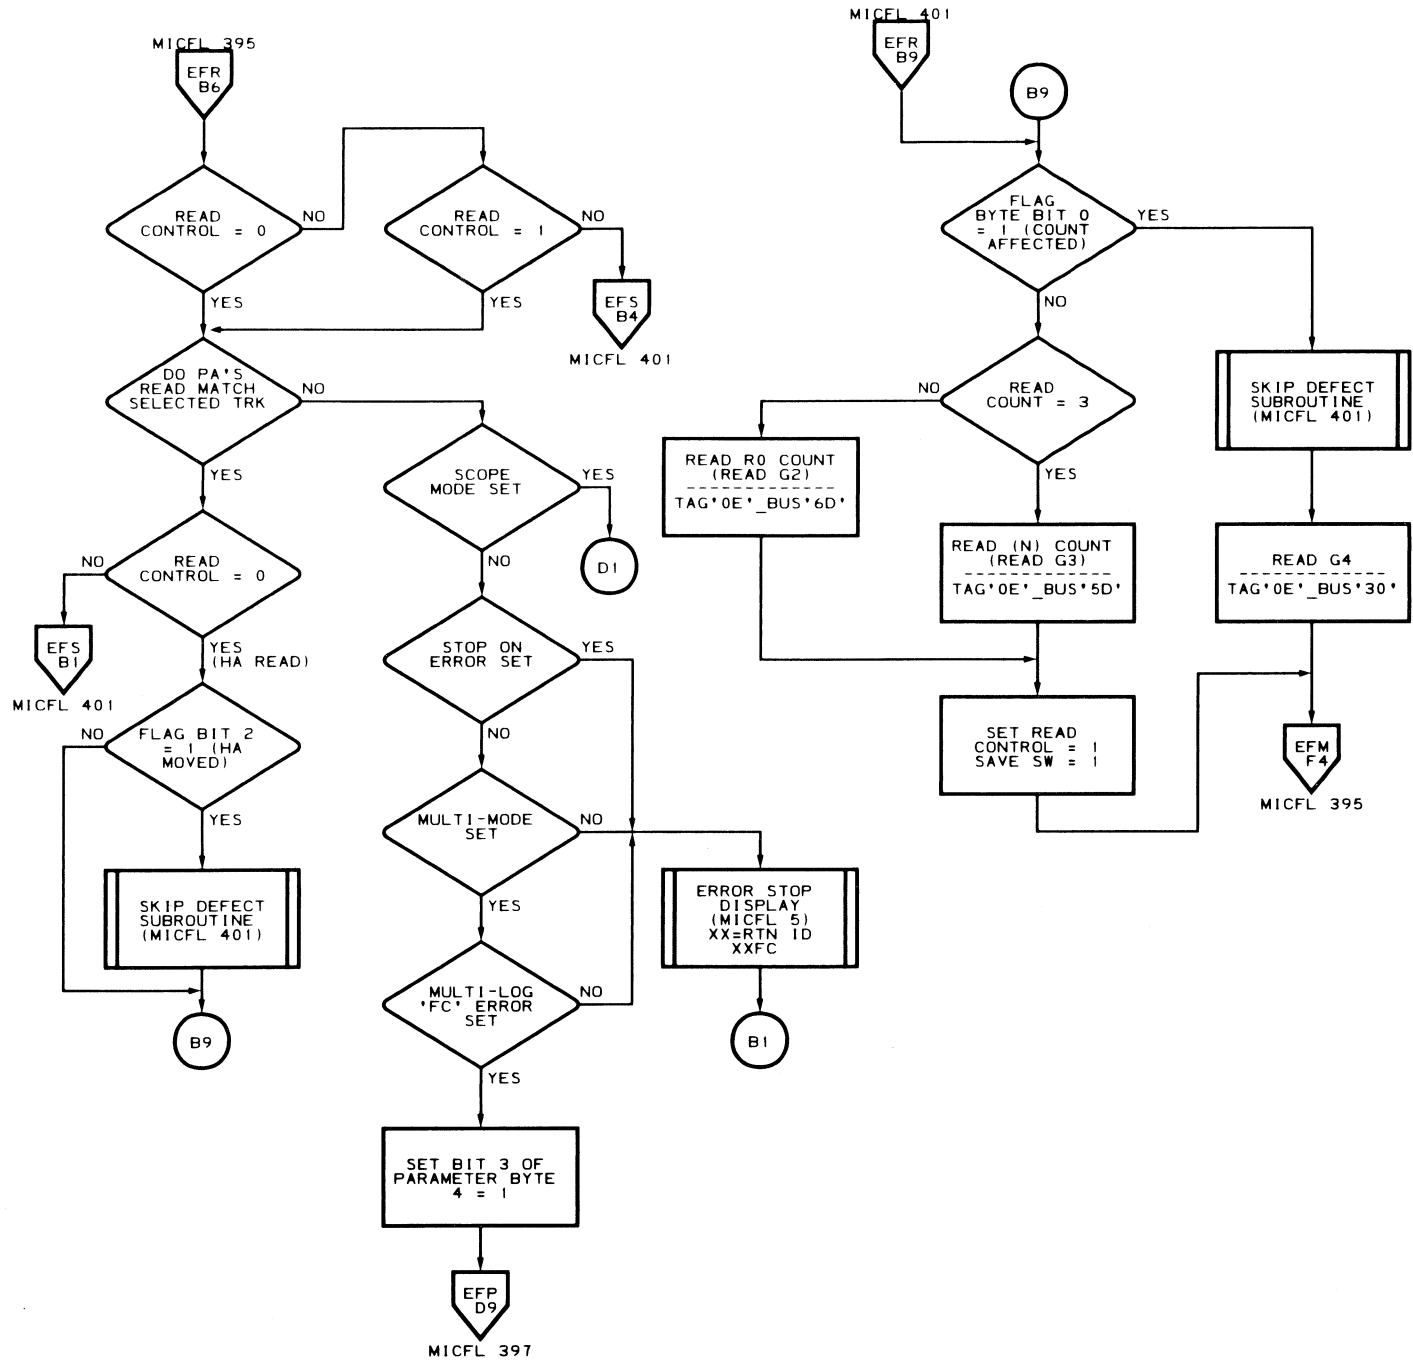 MICFL 395
EFR
B6
READ
CONTROL = 0
NO
YES
READ
CONTROL = 1
NO
YES
EFS
B4
MICFL 401
DO PA'S
READ MATCH
SELECTED TRK
NO
YES
READ
CONTROL = 0
NO
EFS
B1
MICFL 401
YES
(HA READ)
FLAG BIT 2
= 1 (HA
MOVED)
NO
YES
SKIP DEFECT
SUBROUTINE
(MICFL 401)
B9
SCOPE
MODE SET
YES
D1
NO
STOP ON
ERROR SET
YES
NO
MULTI-MODE
SET
NO
YES
MULTI-LOG
'FC' ERROR
SET
NO
YES
SET BIT 3 OF
PARAMETER BYTE
4 = 1
EFP
D9
MICFL 397
ERROR STOP
DISPLAY
(MICFL 5)
XX=RTN ID
XXFC
B1
MICFL 401
EFR
B9
B9
FLAG
BYTE BIT 0
= 1 (COUNT
AFFECTED)
YES
NO
READ
COUNT = 3
NO
YES
READ R0 COUNT
(READ G2)
TAG'0E'_BUS'6D'
READ (N) COUNT
(READ G3)
TAG'0E'_BUS'5D'
SET READ
CONTROL = 1
SAVE SW = 1
SKIP DEFECT
SUBROUTINE
(MICFL 401)
READ G4
TAG'0E'_BUS'30'
EFM
F4
MICFL 395